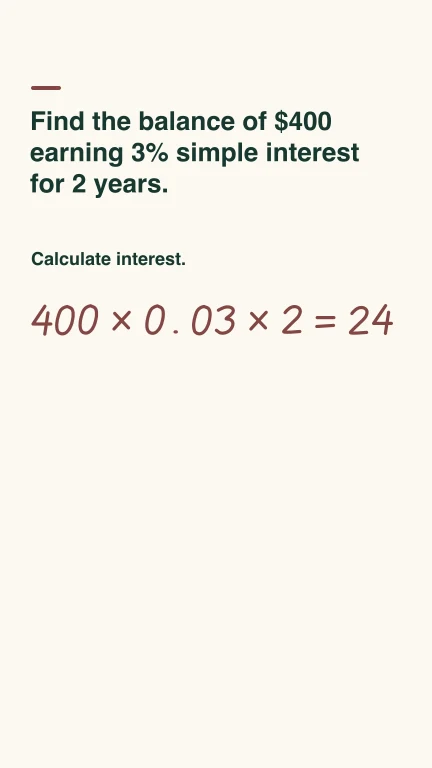 Find the balance of $400
earning 3% simple interest
for 2 years.
Calculate interest.
400 × 0.03 × 2 = 24